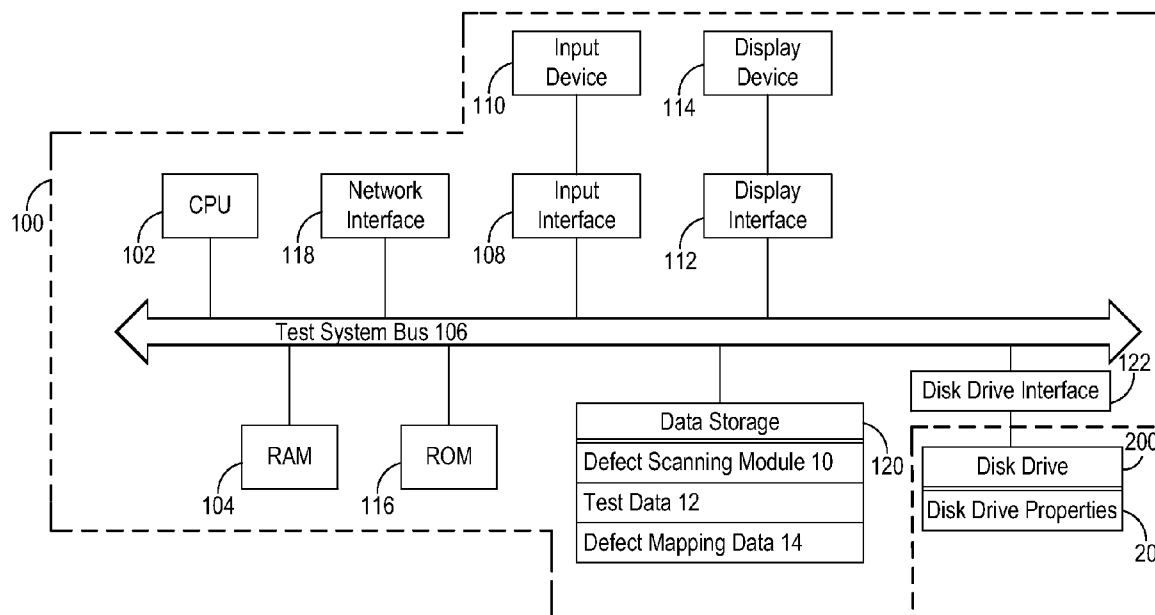 Input
Device
110
Display
Device
114
100
CPU
102
Network
Interface
118
Input
Interface
108
Display
Interface
112
Test System Bus 106
122
Disk Drive Interface
RAM
104
ROM
116
Data Storage
120
Defect Scanning Module 10
Test Data 12
Defect Mapping Data 14
200
Disk Drive
Disk Drive Properties
20